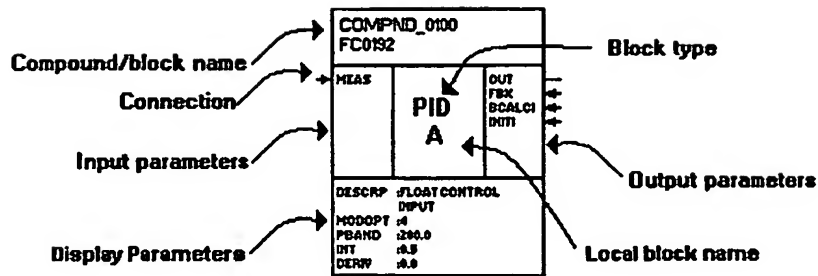 COMPND_0100
FC0192
Block type
Compound/block name
Connection
MEAS
PID
A
OUT
FBK
BCALCI
INITI
Input parameters
Output parameters
DESCRP :FLOAT CONTROL
INPUT
MODOPT :4
PBAND :200.0
INT :0.5
DERIV :0.0
Display Parameters
Local block name